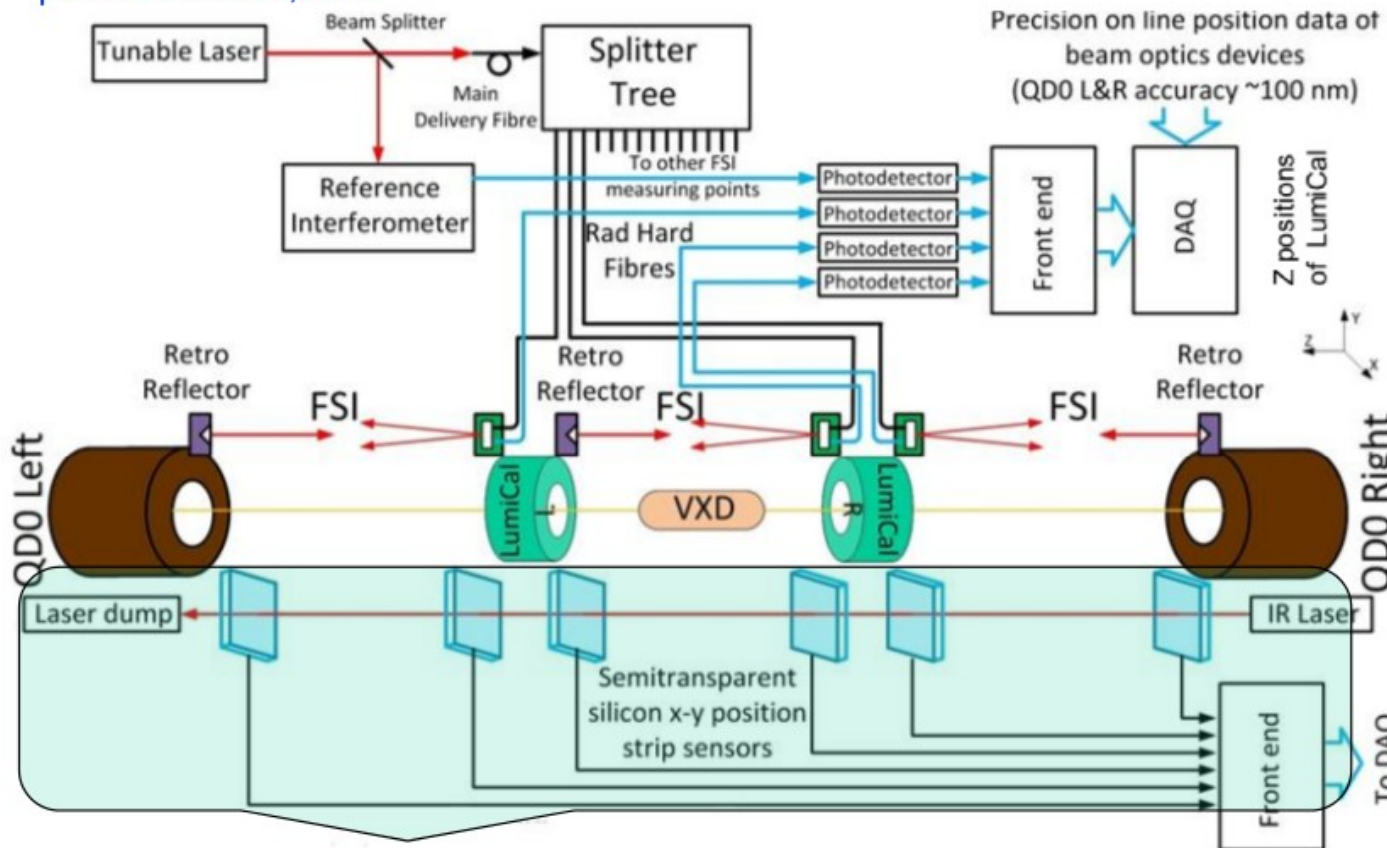 Beam Splitter
Tunable Laser
Splitter
Tree
Precision on line position data of
beam optics devices
(QD0 L&R accuracy ~100 nm)
Main
Delivery Fibre
To other FSI
measuring points
Reference
Interferometer
Photodetector
Photodetector
Photodetector
Photodetector
Front end
DAQ
Z positions
of LumiCal
Rad Hard
Fibres
Y
Z
X
Retro
Reflector
Retro
Reflector
Retro
Reflector
FSI
FSI
FSI
QD0 Left
LumiCal
L
VXD
R
LumiCal
QD0 Right
Laser dump
IR Laser
Semitransparent
silicon x-y position
strip sensors
Front end
To DAQ